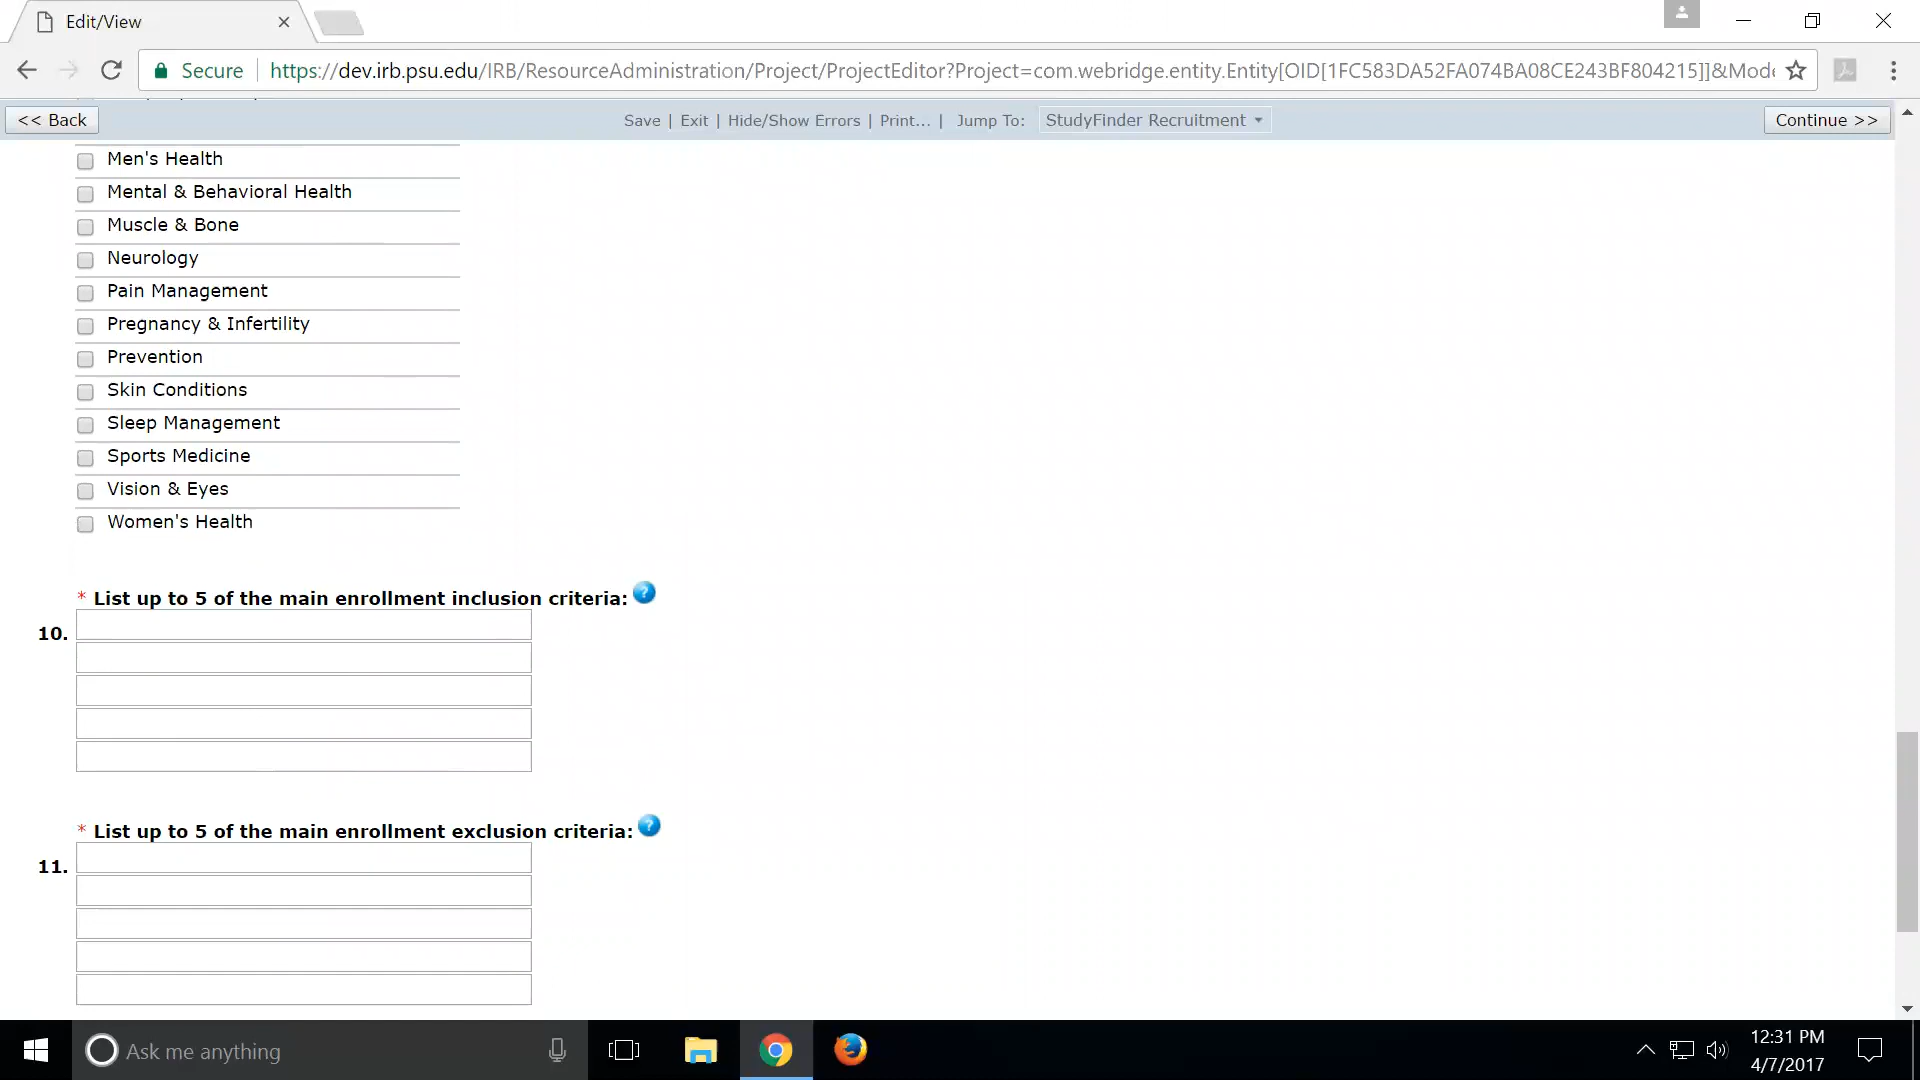 Edit/View
Secure
https://dev.irb.psu.edu/IRB/ResourceAdministration/Project/ProjectEditor?Project=com.webridge.entity.Entity[OID[1FC583DA52FA074BA08CE243BF804215]]&Mode
<< Back
Save | Exit | Hide/Show Errors | Print... | Jump To: StudyFinder Recruitment
Continue >>
Men's Health
Mental & Behavioral Health
Muscle & Bone
Neurology
Pain Management
Pregnancy & Infertility
Prevention
Skin Conditions
Sleep Management
Sports Medicine
Vision & Eyes
Women's Health
* List up to 5 of the main enrollment inclusion criteria: ?
10.
* List up to 5 of the main enrollment exclusion criteria: ?
11.
Ask me anything
12:31 PM
4/7/2017